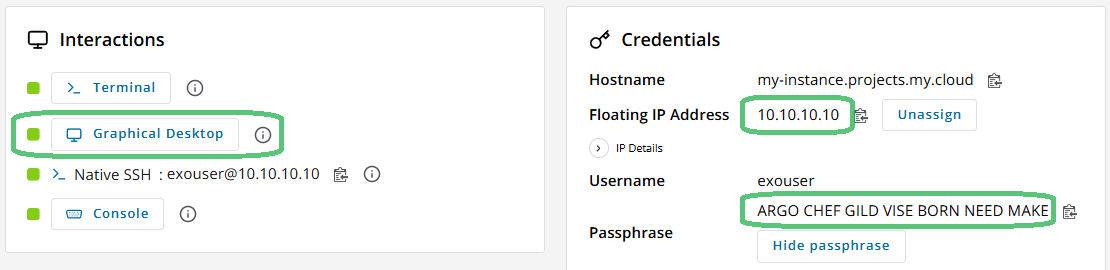 Interactions
Terminal
Graphical Desktop
Native SSH : exouser@10.10.10.10
Console
Credentials
Hostname my-instance.projects.my.cloud
Floating IP Address 10.10.10.10 Unassign
IP Details
Username exouser
ARGO CHEF GILD VISE BORN NEED MAKE
Passphrase
Hide passphrase